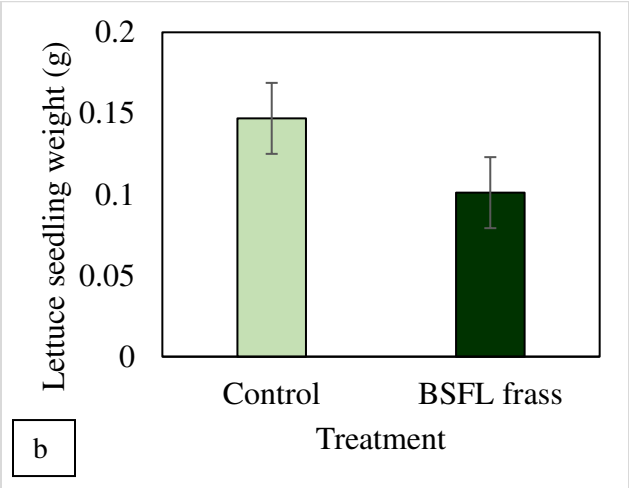 Lettuce seedling weight (g)
0.2
0.15
0.1
0.05
0
Control BSFL frass
Treatment
b